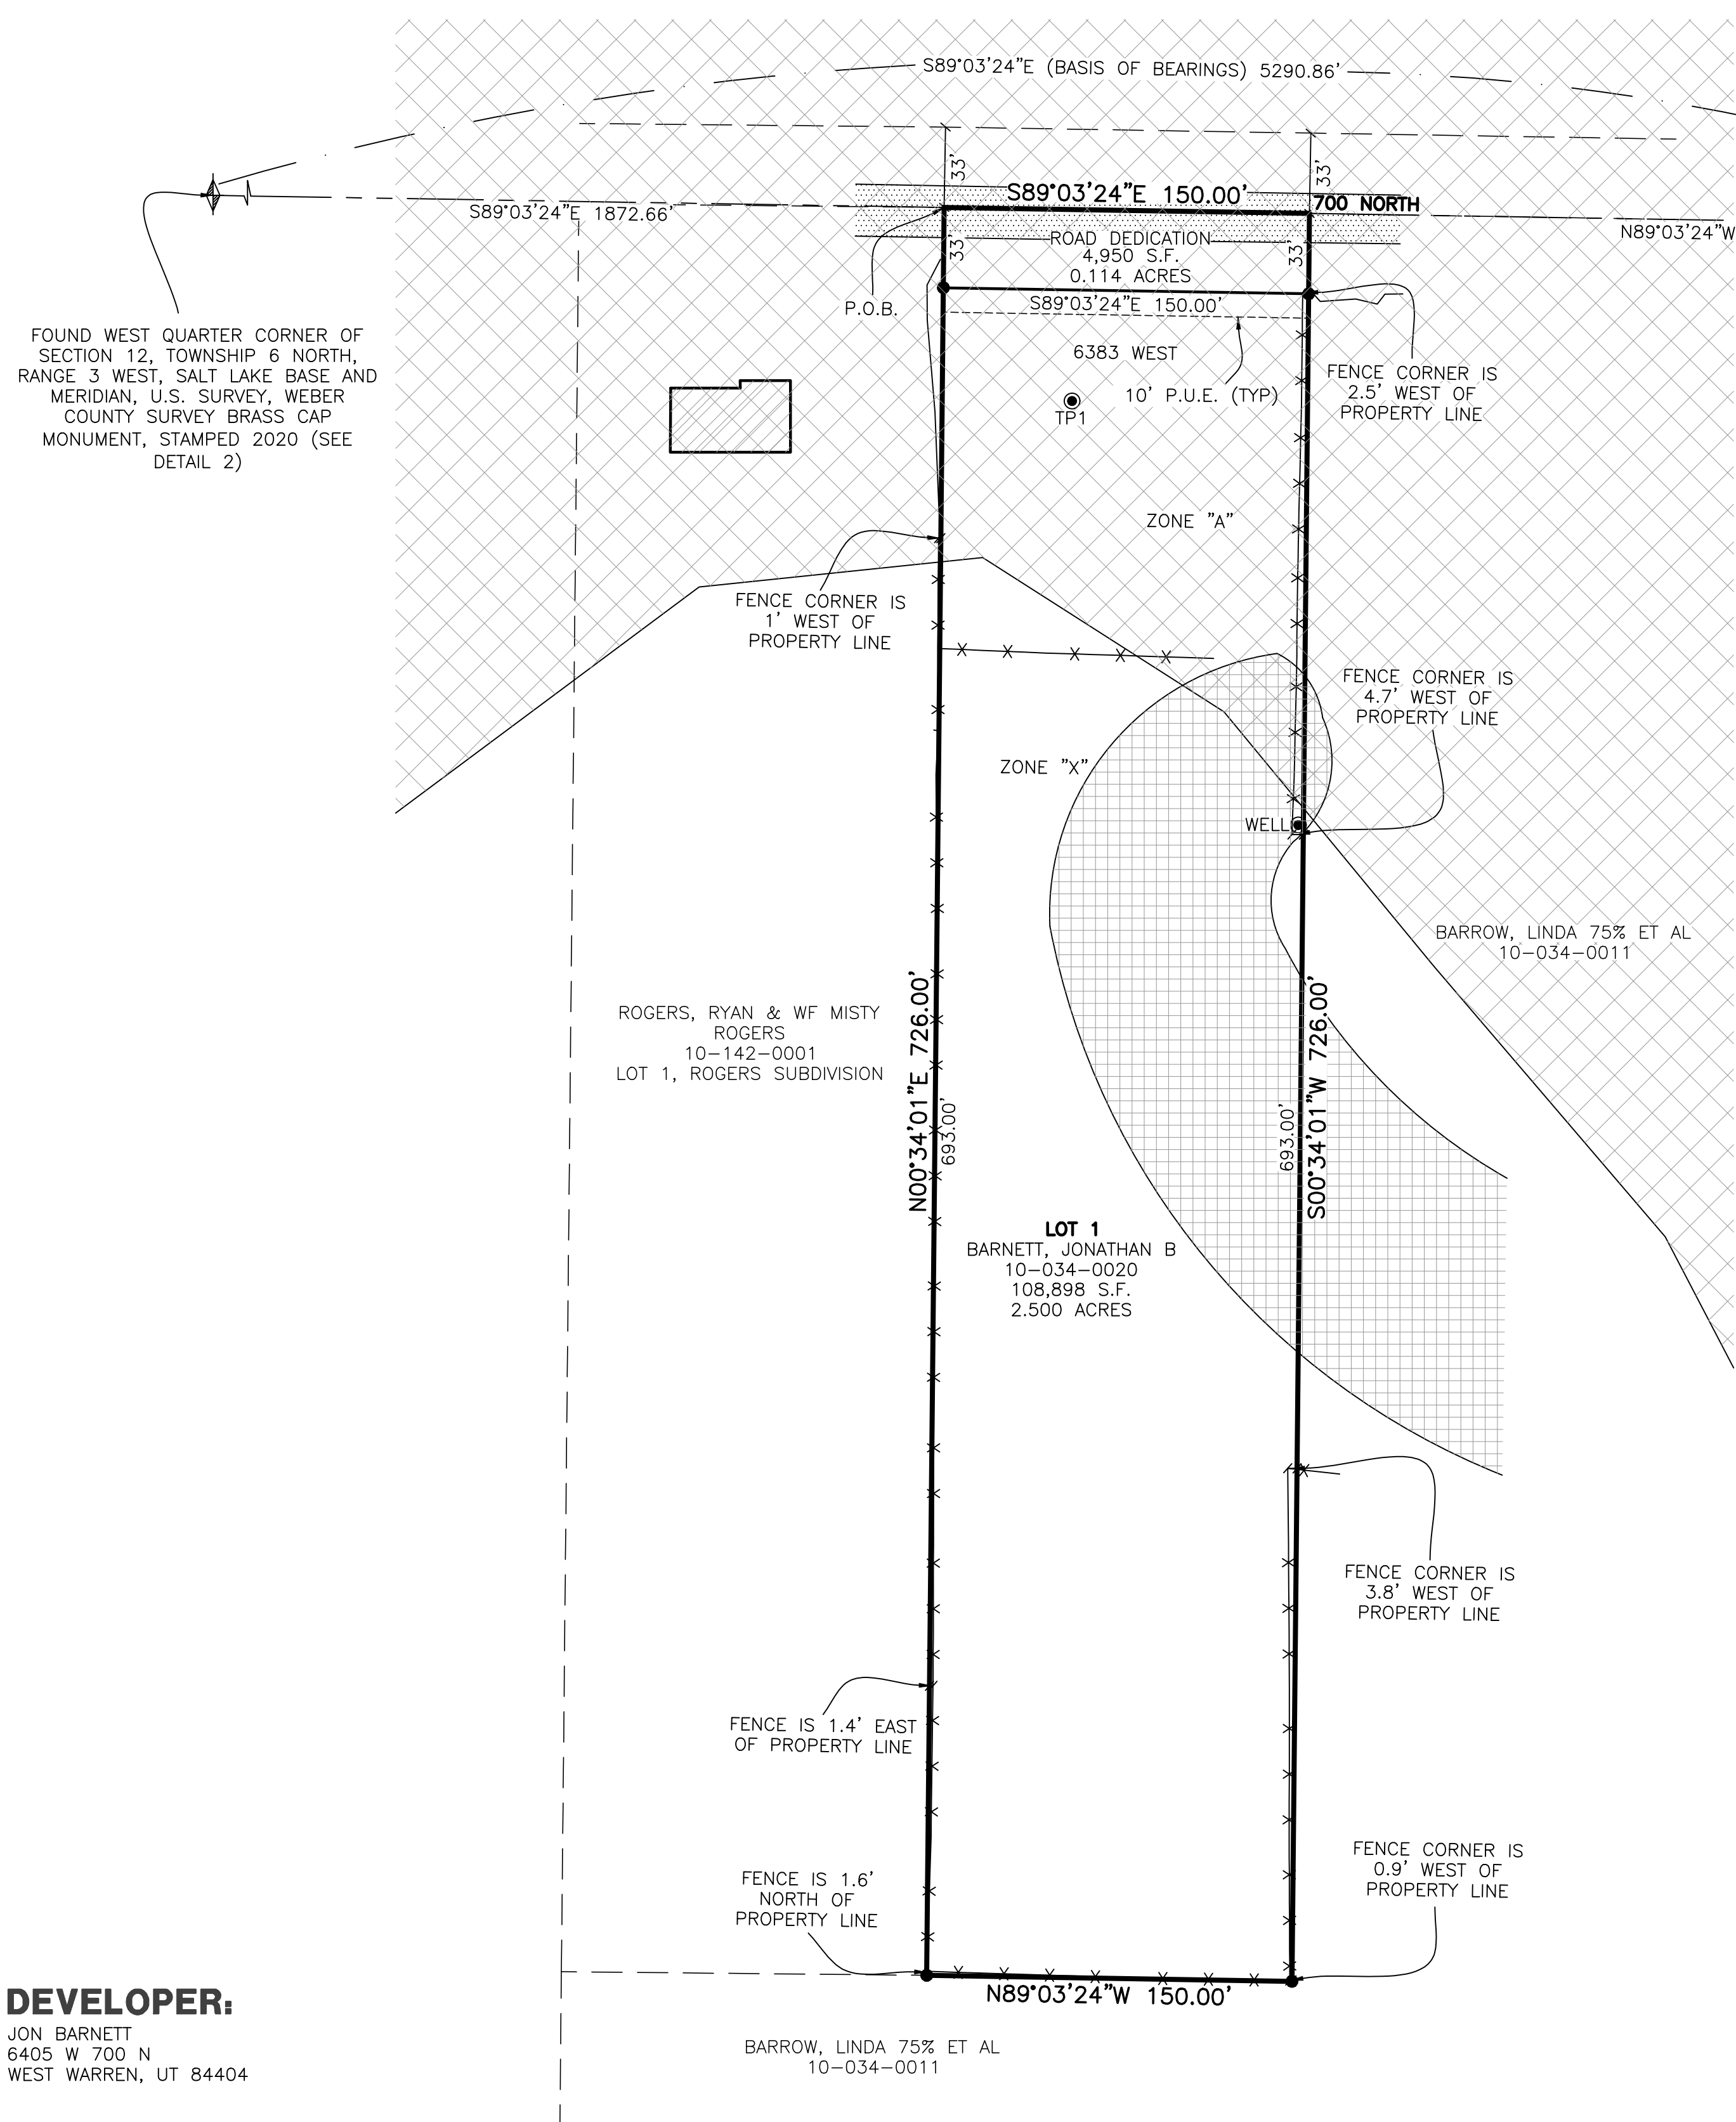 S89°03'24"E (BASIS OF BEARINGS) 5290.86'
33'
33'
S89°03'24"E 150.00'
700 NORTH
S89°03'24"E 1872.66'
N89°03'24"W
33'
ROAD DEDICATION
4,950 S.F.
0.114 ACRES
33'
P.O.B.
S89°03'24"E 150.00'
FOUND WEST QUARTER CORNER OF
SECTION 12, TOWNSHIP 6 NORTH,
RANGE 3 WEST, SALT LAKE BASE AND
MERIDIAN, U.S. SURVEY, WEBER
COUNTY SURVEY BRASS CAP
MONUMENT, STAMPED 2020 (SEE
DETAIL 2)
6383 WEST
10' P.U.E. (TYP)
TP1
FENCE CORNER IS
2.5' WEST OF
PROPERTY LINE
ZONE "A"
FENCE CORNER IS
1' WEST OF
PROPERTY LINE
FENCE CORNER IS
4.7' WEST OF
PROPERTY LINE
ZONE "X"
WELL
BARROW, LINDA 75% ET AL
10-034-0011
ROGERS, RYAN & WF MISTY
ROGERS
10-142-0001
LOT 1, ROGERS SUBDIVISION
N00°34'01"E 726.00'
693.00'
693.00'
S00°34'01"W 726.00'
LOT 1
BARNETT, JONATHAN B
10-034-0020
108,898 S.F.
2.500 ACRES
FENCE CORNER IS
3.8' WEST OF
PROPERTY LINE
FENCE IS 1.4' EAST
OF PROPERTY LINE
FENCE CORNER IS
0.9' WEST OF
PROPERTY LINE
FENCE IS 1.6'
NORTH OF
PROPERTY LINE
N89°03'24"W 150.00'
DEVELOPER:
JON BARNETT
6405 W 700 N
WEST WARREN, UT 84404
BARROW, LINDA 75% ET AL
10-034-0011